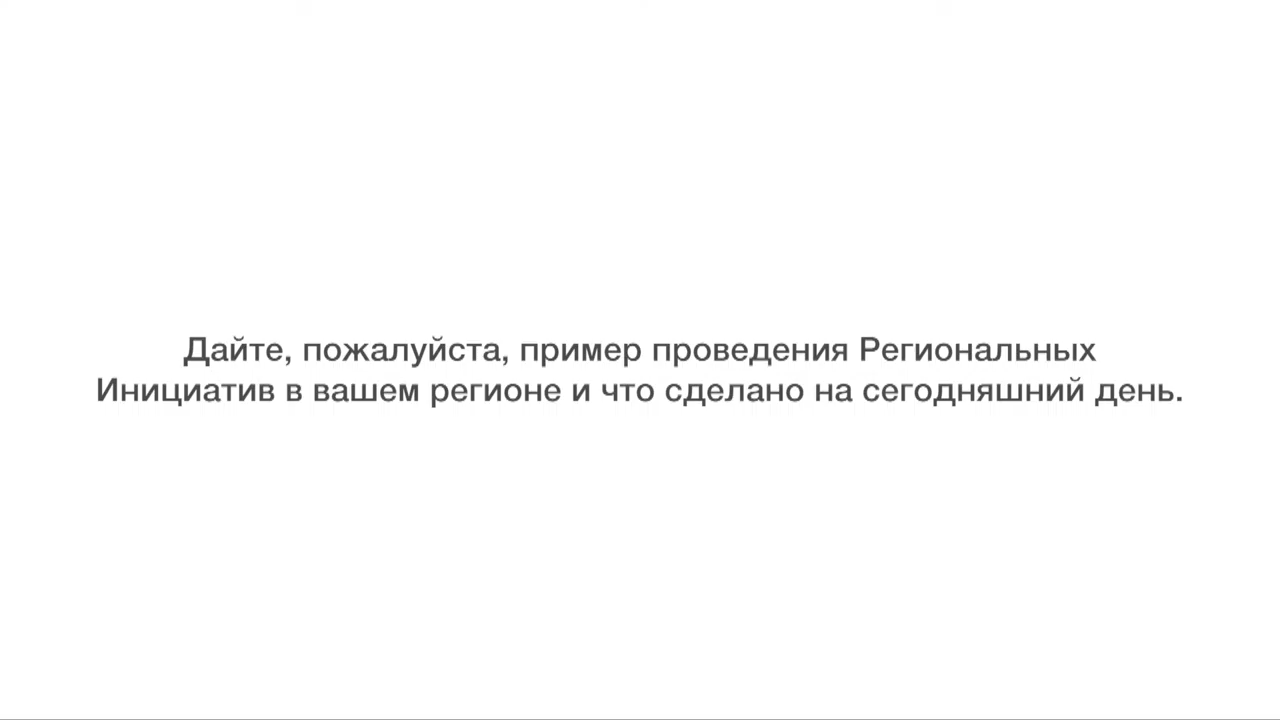 Дайте, пожалуйста, пример проведения Региональных
Инициатив в вашем регионе и что сделано на сегодняшний день.